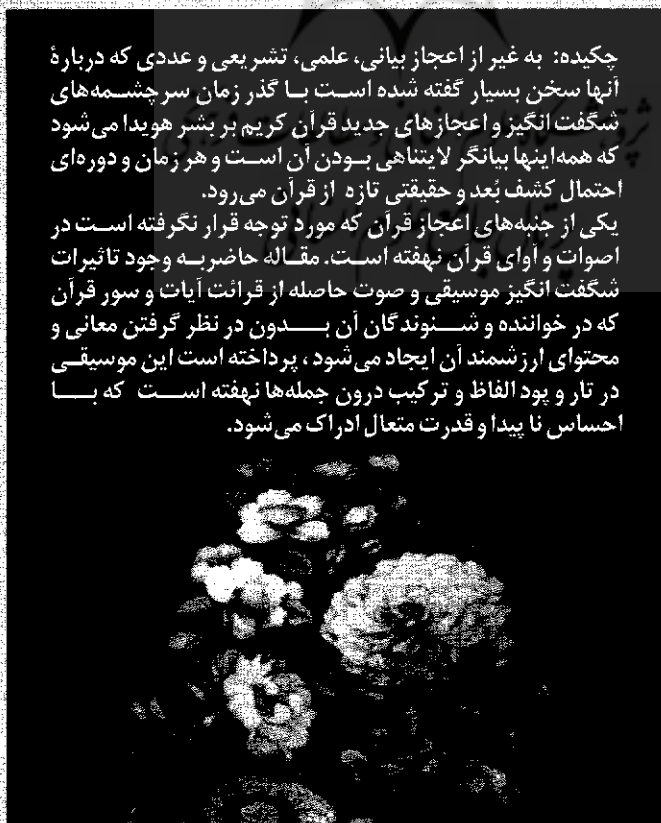 چکیده: به غیر از اعجاز بیانی، علمی، تشریعی و عددی که دربارهٔ
آنها سخن بسیار گفته شده است با گذر زمان سرچشمه‌های
شگفت انگیز و اعجازهای جدید قرآن کریم بر بشر هویدا می‌شود
که همه‌اینها بیانگر لایتناهی بودن آن است و هر زمان و دوره‌ای
احتمال کشف بُعد و حقیقتی تازه از قرآن می‌رود.
یکی از جنبه‌های اعجاز قرآن که مورد توجه قرار نگرفته است در
اصوات و آوای قرآن نهفته است. مقاله حاضر به وجود تاثیرات
شگفت انگیز موسیقی و صوت حاصله از قرائت آیات و سور قرآن
که در خواننده و شنوندگان آن بدون در نظر گرفتن معانی و
محتوای ارزشمند آن ایجاد می‌شود، پرداخته است این موسیقی
در تار و پود الفاظ و ترکیب درون جمله‌ها نهفته است که با
احساس نا پیدا و قدرت متعال ادراک می‌شود.